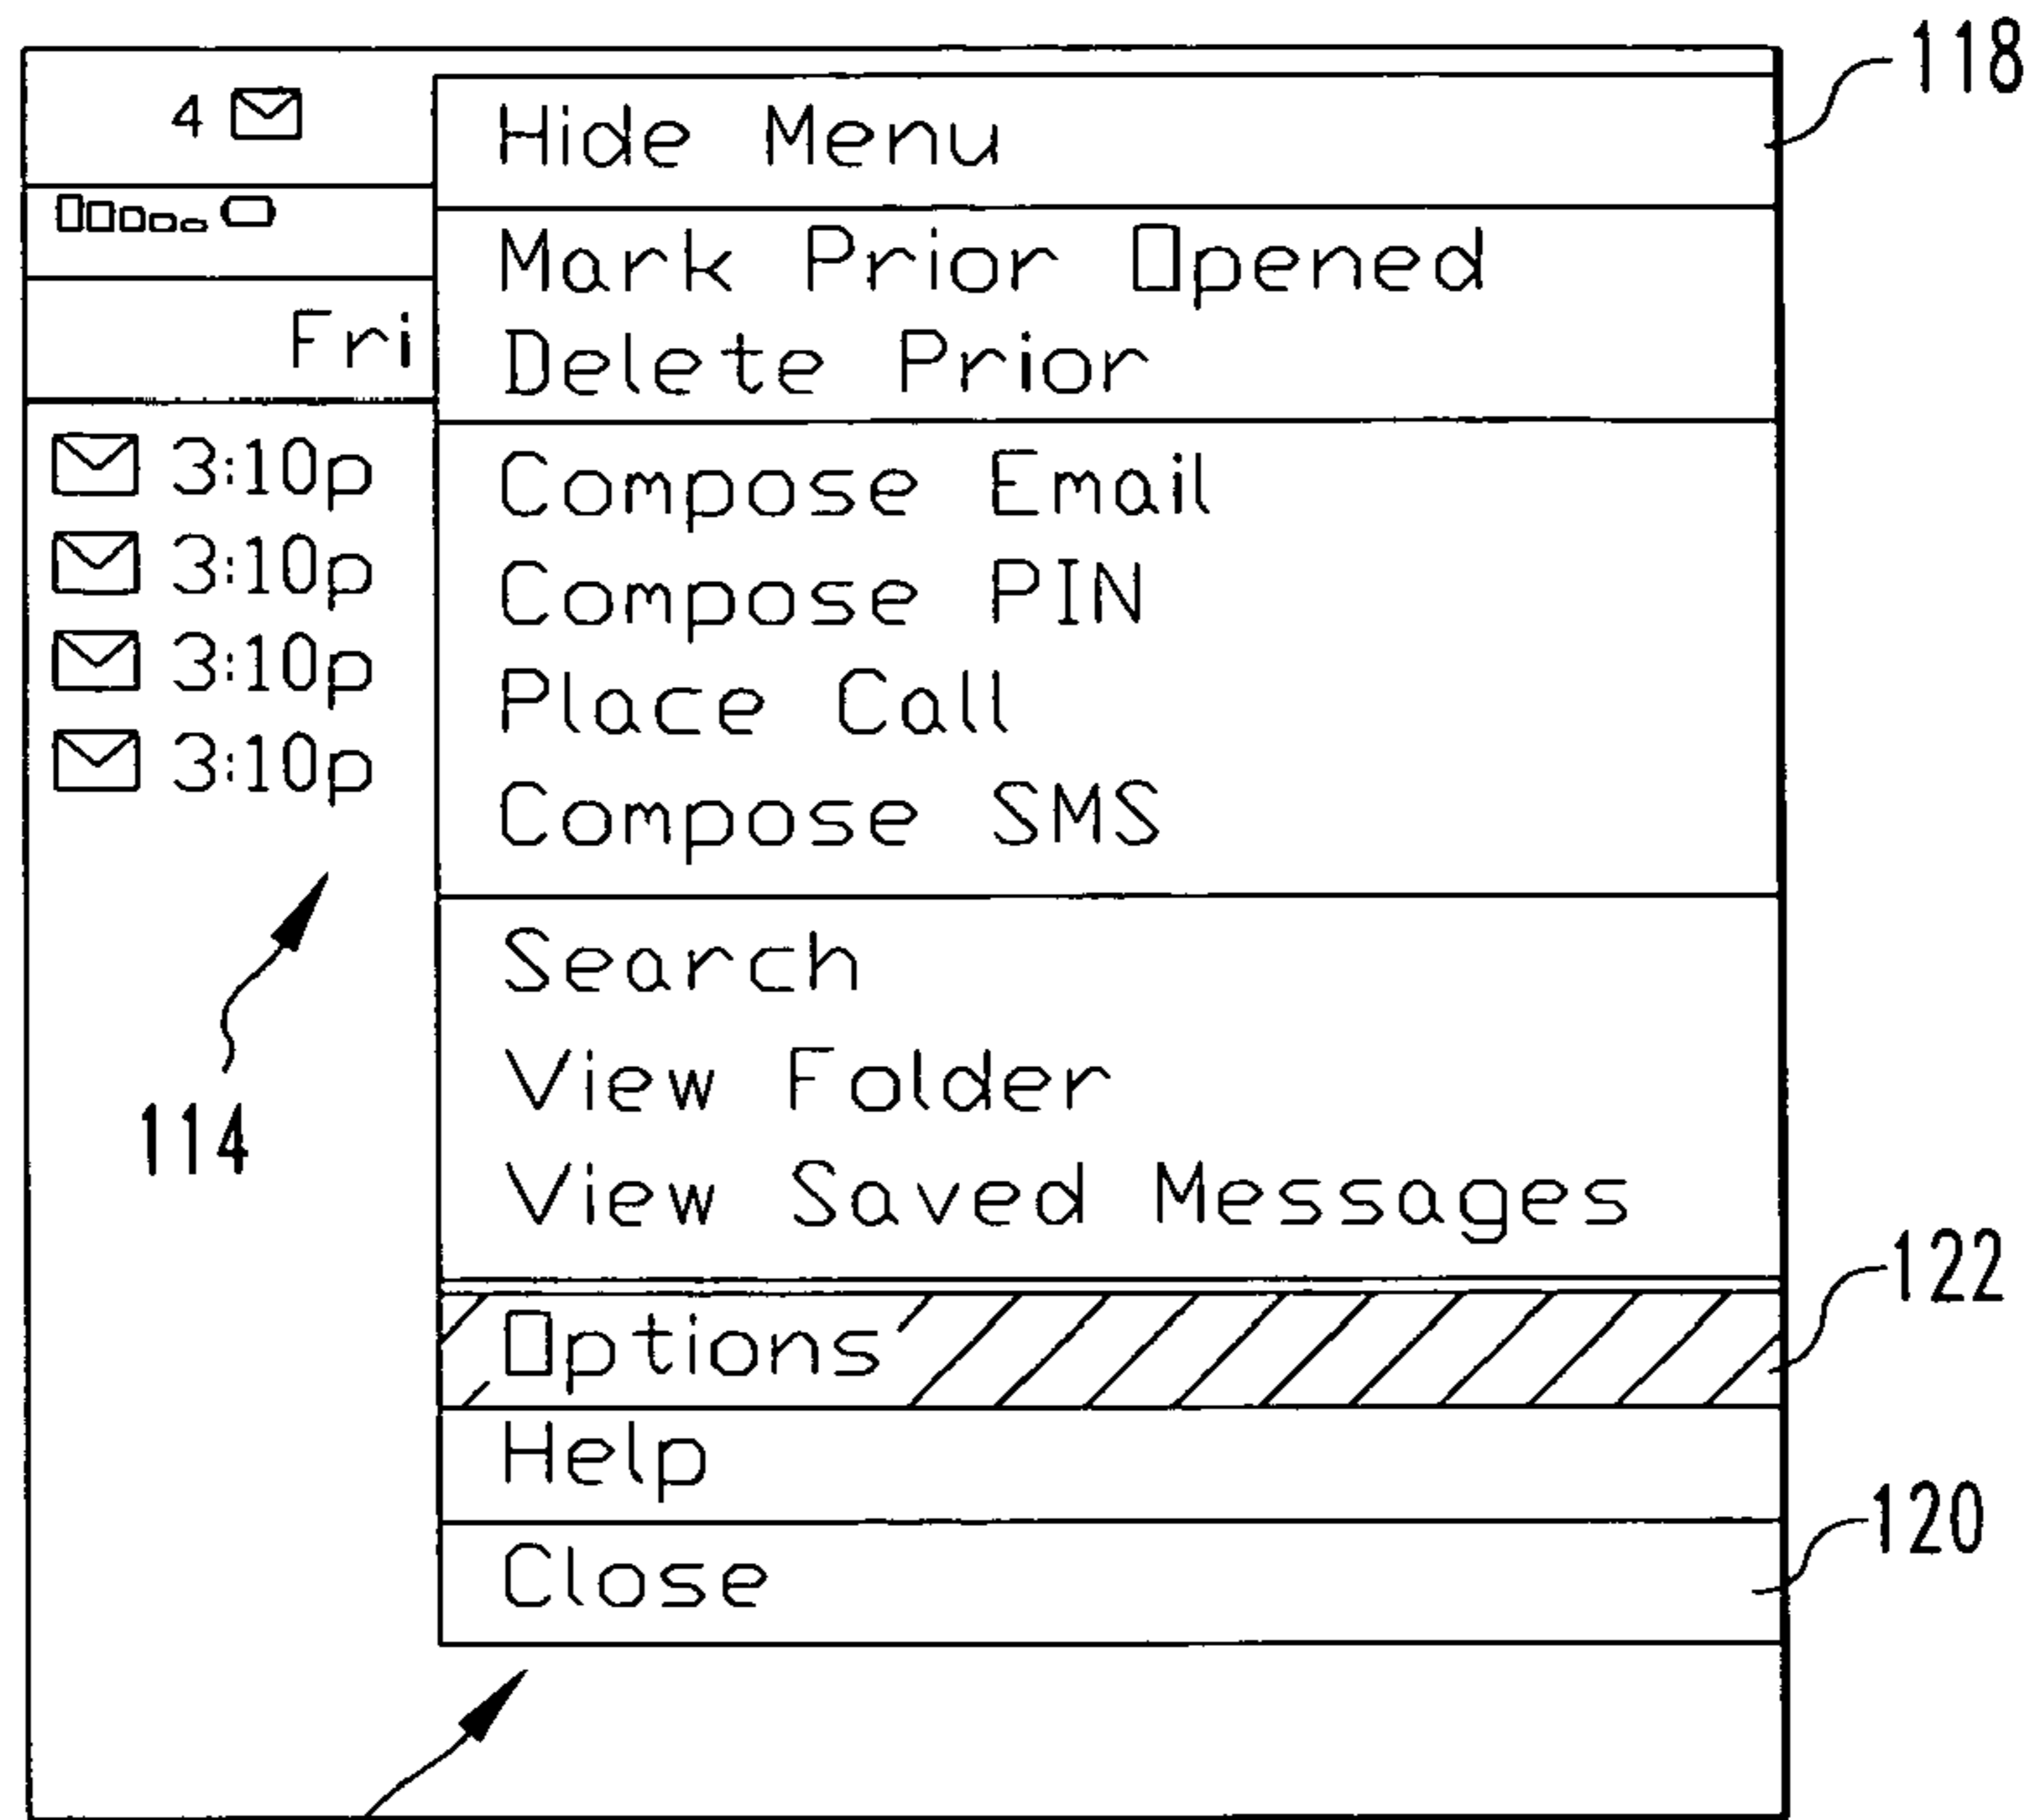 118
4
Hide Menu
Mark Prior Opened
Fri
Delete Prior
3:10p
Compose Email
3:10p
Compose PIN
3:10p
Place Call
3:10p
Compose SMS
Search
View Folder
114
View Saved Messages
122
Options
Help
120
Close